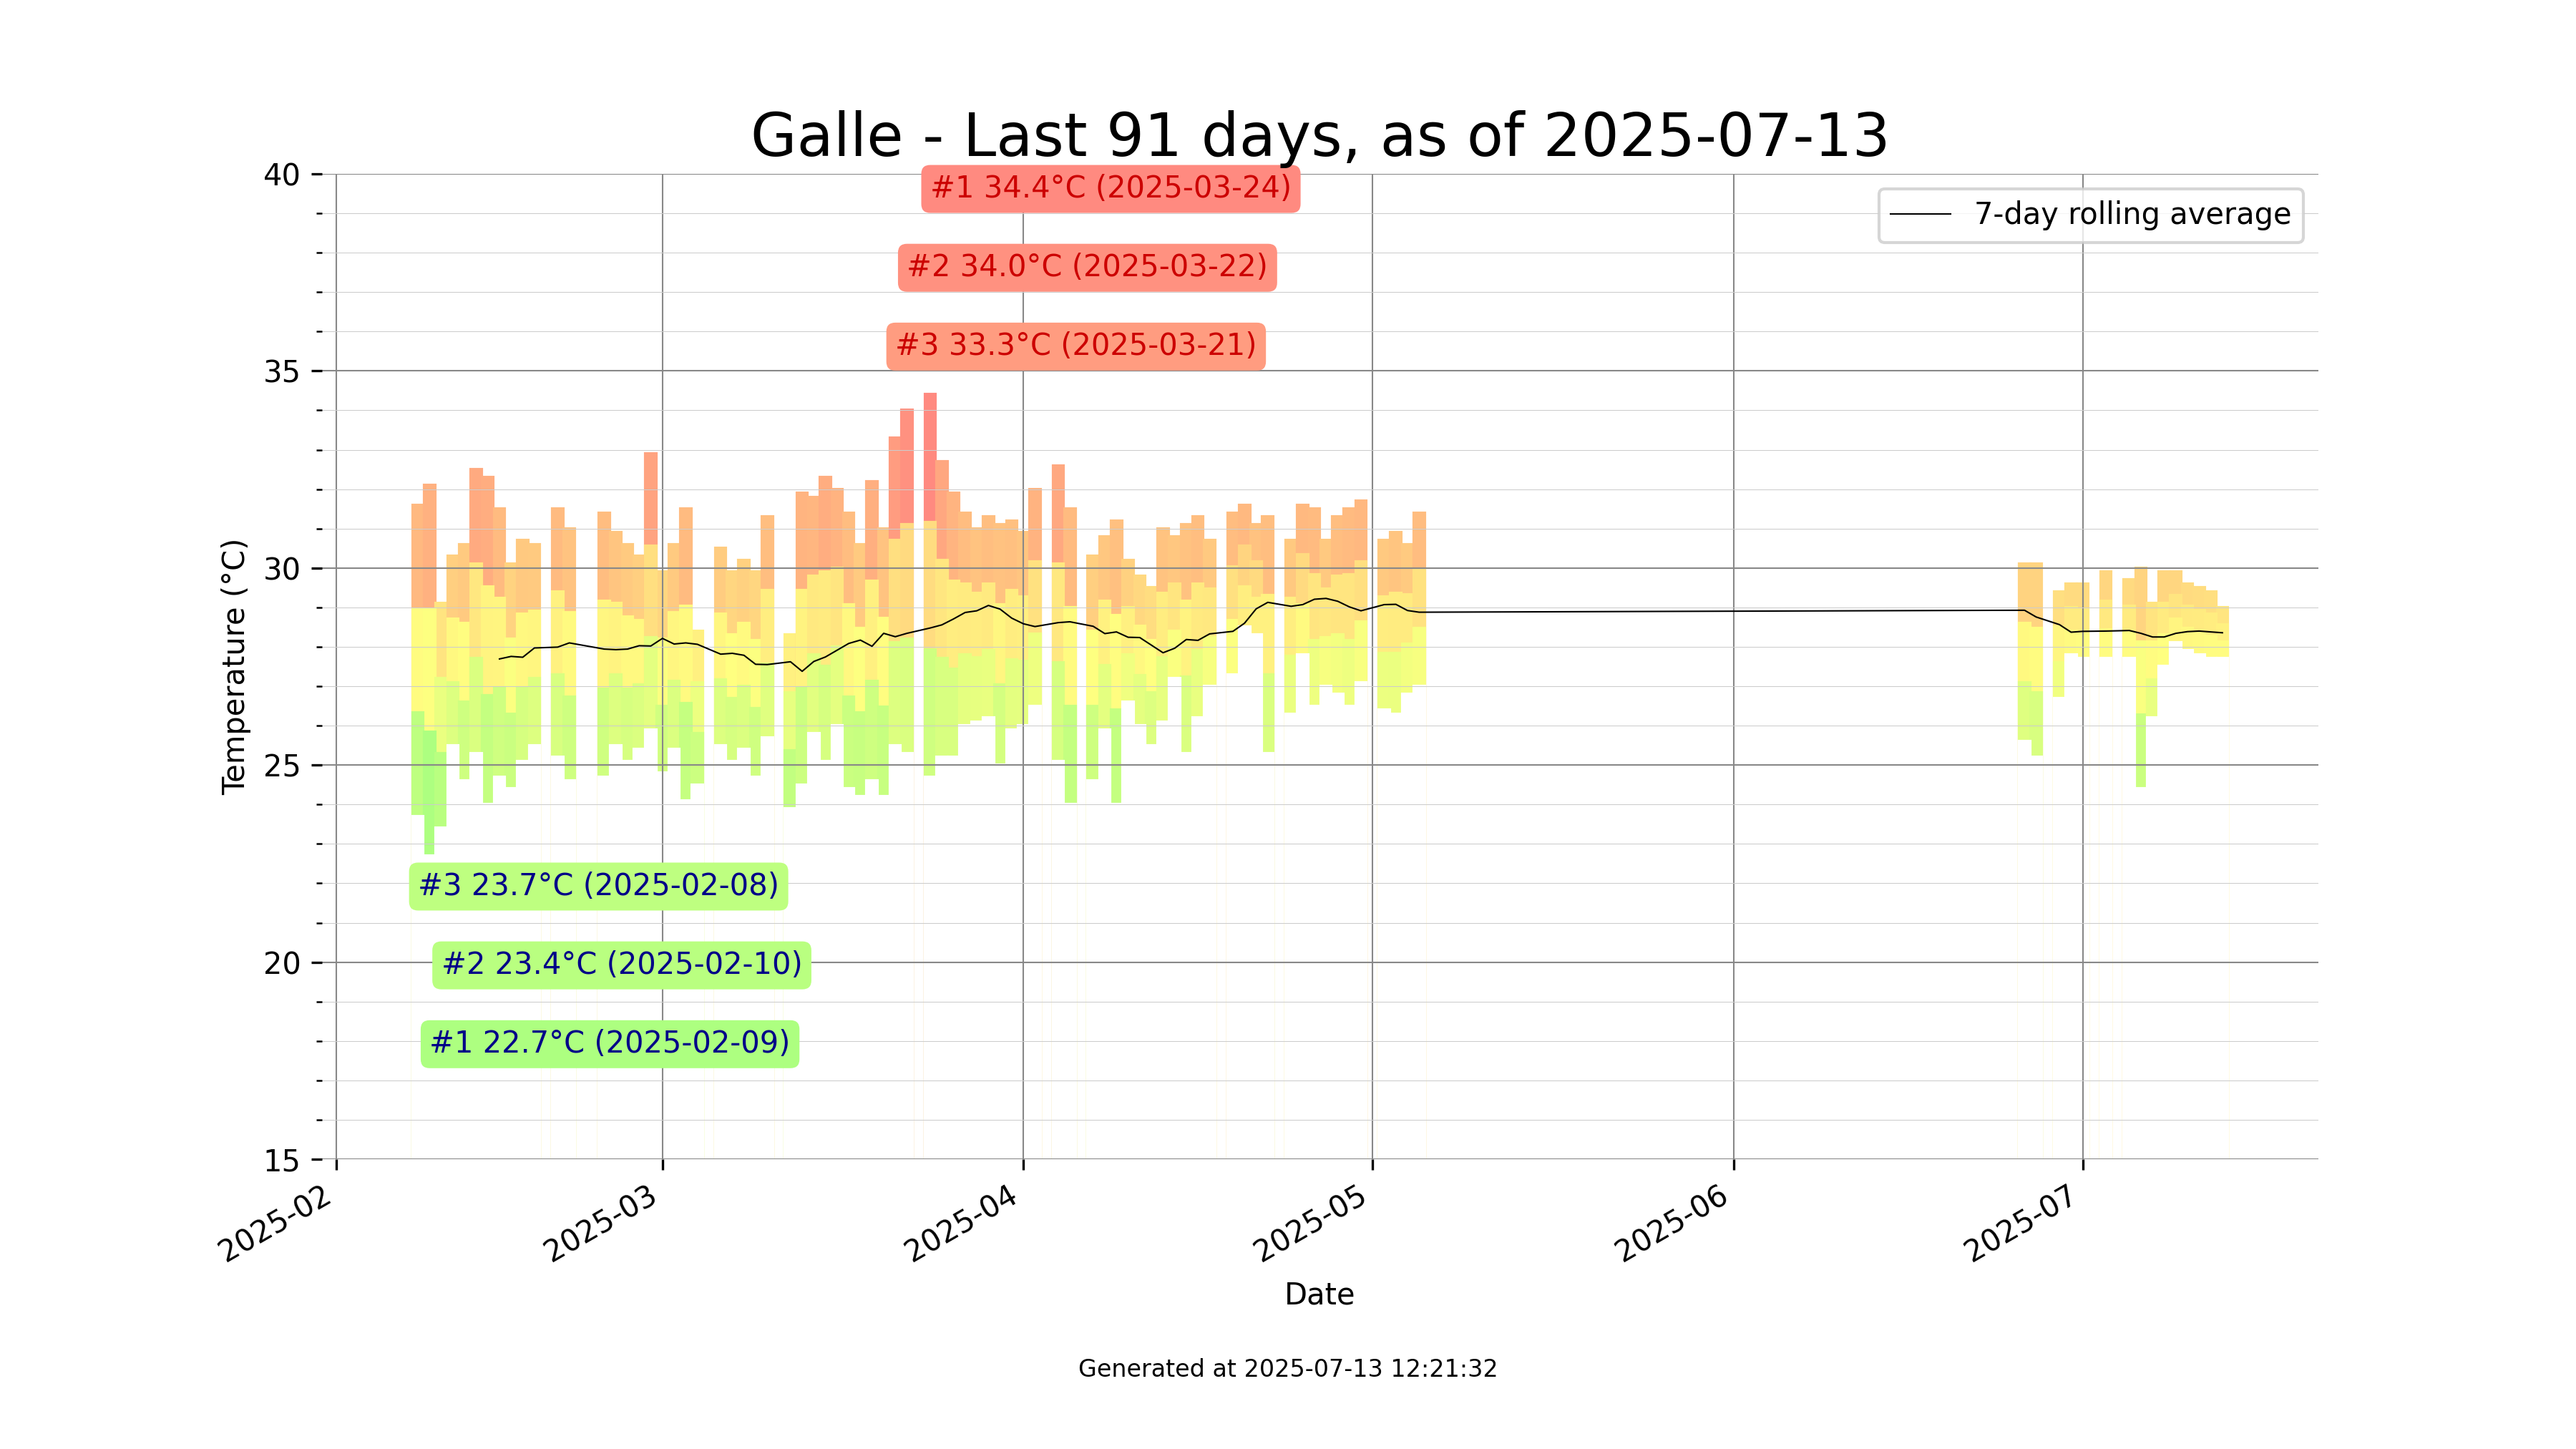 Galle - Last 91 days, as of 2025-07-13
40
#1 34.4°C (2025-03-24)
7-day rolling average
#2 34.0°C (2025-03-22)
#3 33.3°C (2025-03-21)
35
30
Temperature (°C)
25
#3 23.7°C (2025-02-08)
20
#2 23.4°C (2025-02-10)
#1 22.7°C (2025-02-09)
15
2025-02
2025-03
2025-04
2025-05
2025-06
2025-07
Date
Generated at 2025-07-13 12:21:32